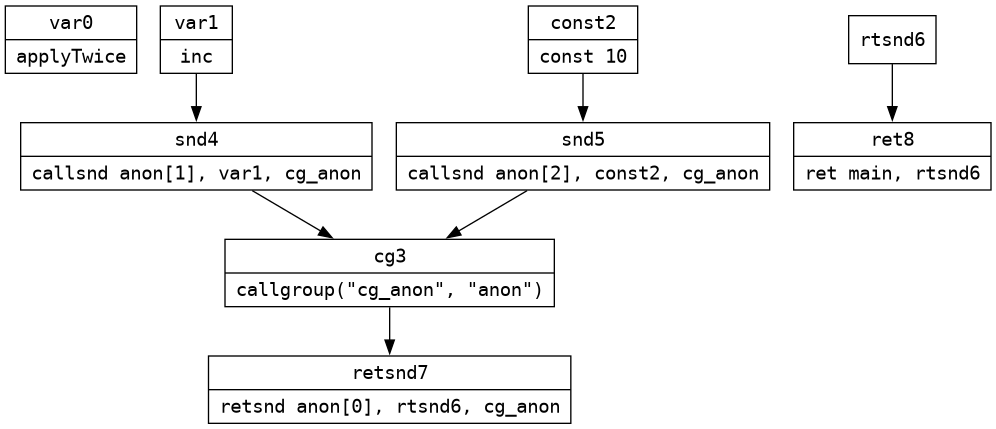 var0
applyTwice
var1
inc
const2
const 10
rtsnd6
snd4
callsnd anon[1], var1, cg_anon
snd5
callsnd anon[2], const2, cg_anon
ret8
ret main, rtsnd6
cg3
callgroup("cg_anon", "anon")
retsnd7
retsnd anon[0], rtsnd6, cg_anon